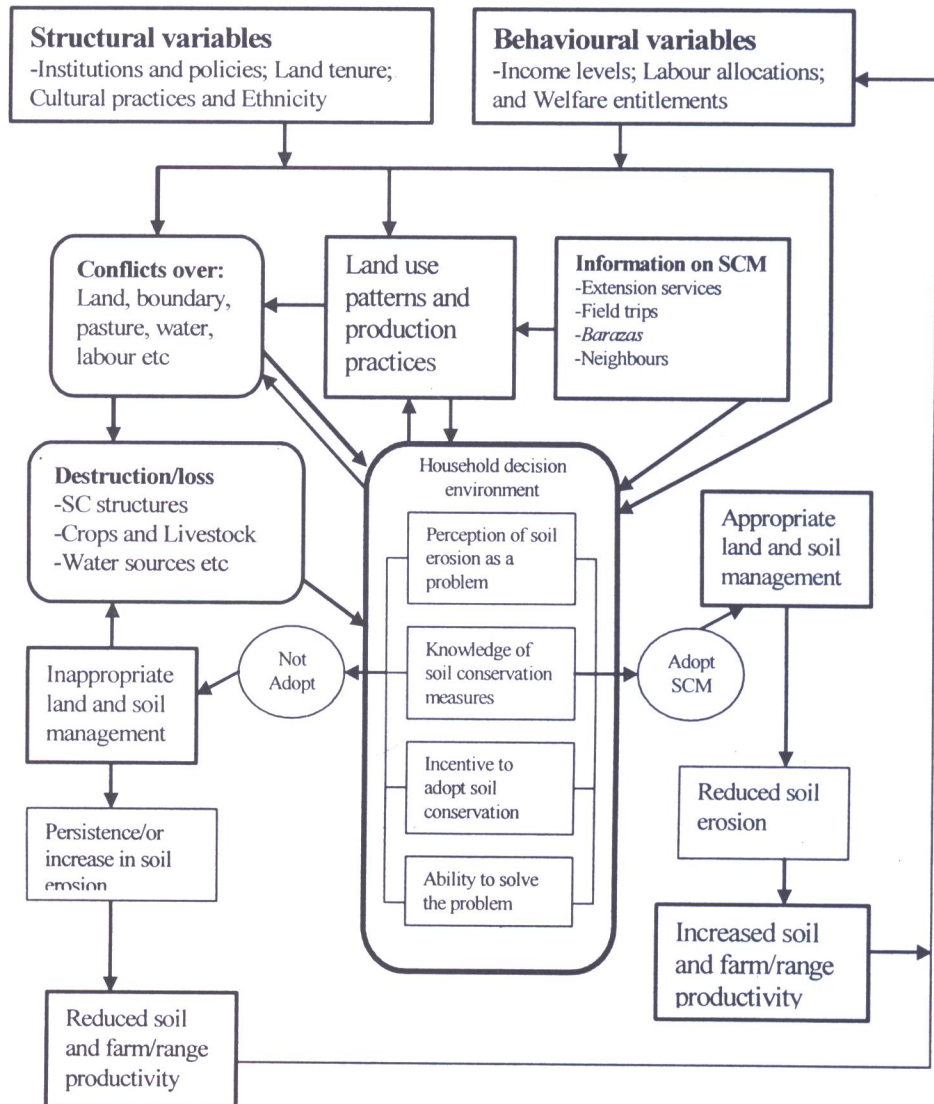 Structural variables
-Institutions and policies; Land tenure;
Cultural practices and Ethnicity
Behavioural variables
-Income levels; Labour allocations;
and Welfare entitlements
Conflicts over:
Land, boundary,
pasture, water,
labour etc
Land use
patterns and
production
practices
Information on SCM
-Extension services
-Field trips
-Barazas
-Neighbours
Destruction/loss
-SC structures
-Crops and Livestock
-Water sources etc
Household decision
environment
Perception of soil
erosion as a
problem
Knowledge of
soil conservation
measures
Incentive to
adopt soil
conservation
Ability to solve
the problem
Appropriate
land and soil
management
Not
Adopt
Adopt
SCM
Inappropriate
land and soil
management
Reduced soil
erosion
Persistence/or
increase in soil
erosion
Increased soil
and farm/range
productivity
Reduced soil
and farm/range
productivity